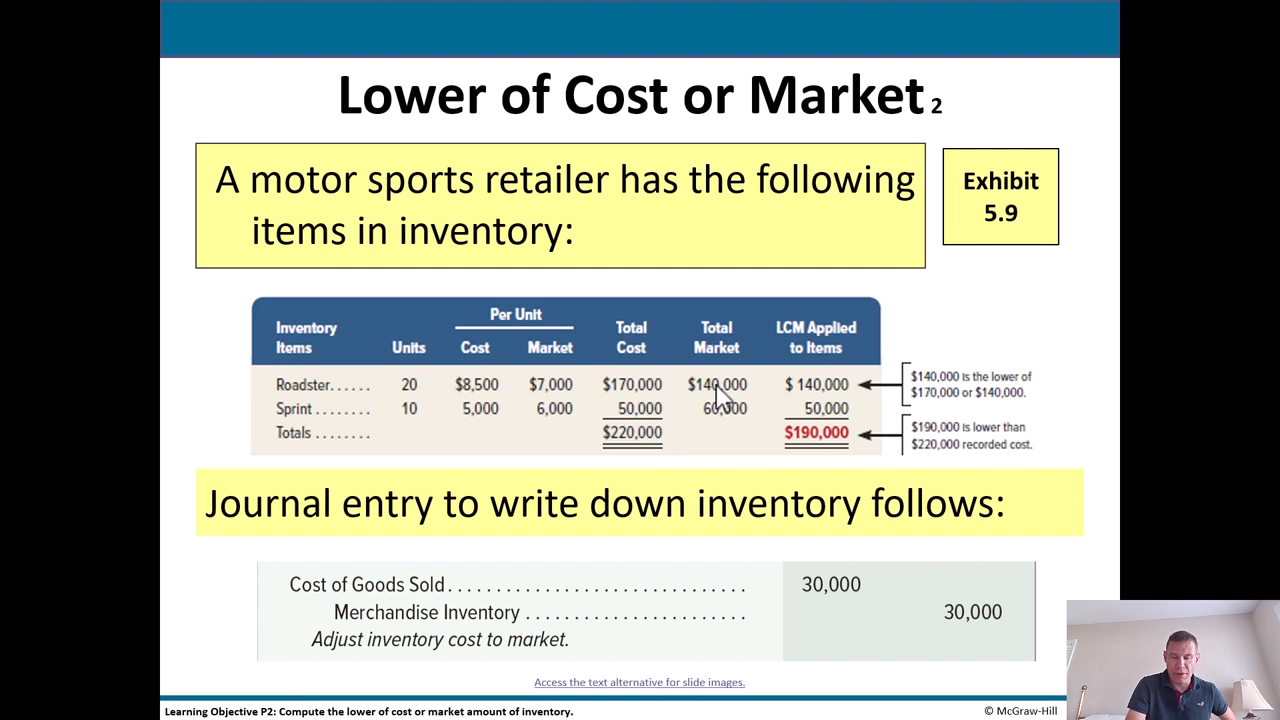 Lower of Cost or Market 2
A motor sports retailer has the following
items in inventory:
Exhibit
5.9
Per Unit
Inventory Total Total LCM Applied
Items Units Cost Market Cost Market to Items
Roadster...... 20 $8,500 $7,000 $170,000 $140,000 $ 140,000
Sprint ........ 10 5,000 6,000 50,000 60,000 50,000
Totals ........ $220,000 $190,000
$140,000 is the lower of
$170,000 or $140,000.
$190,000 is lower than
$220,000 recorded cost.
Journal entry to write down inventory follows:
Cost of Goods Sold............................... 30,000
Merchandise Inventory....................... 30,000
Adjust inventory cost to market.
Access the text alternative for slide images.
Learning Objective P2: Compute the lower of cost or market amount of inventory.
© McGraw-Hill